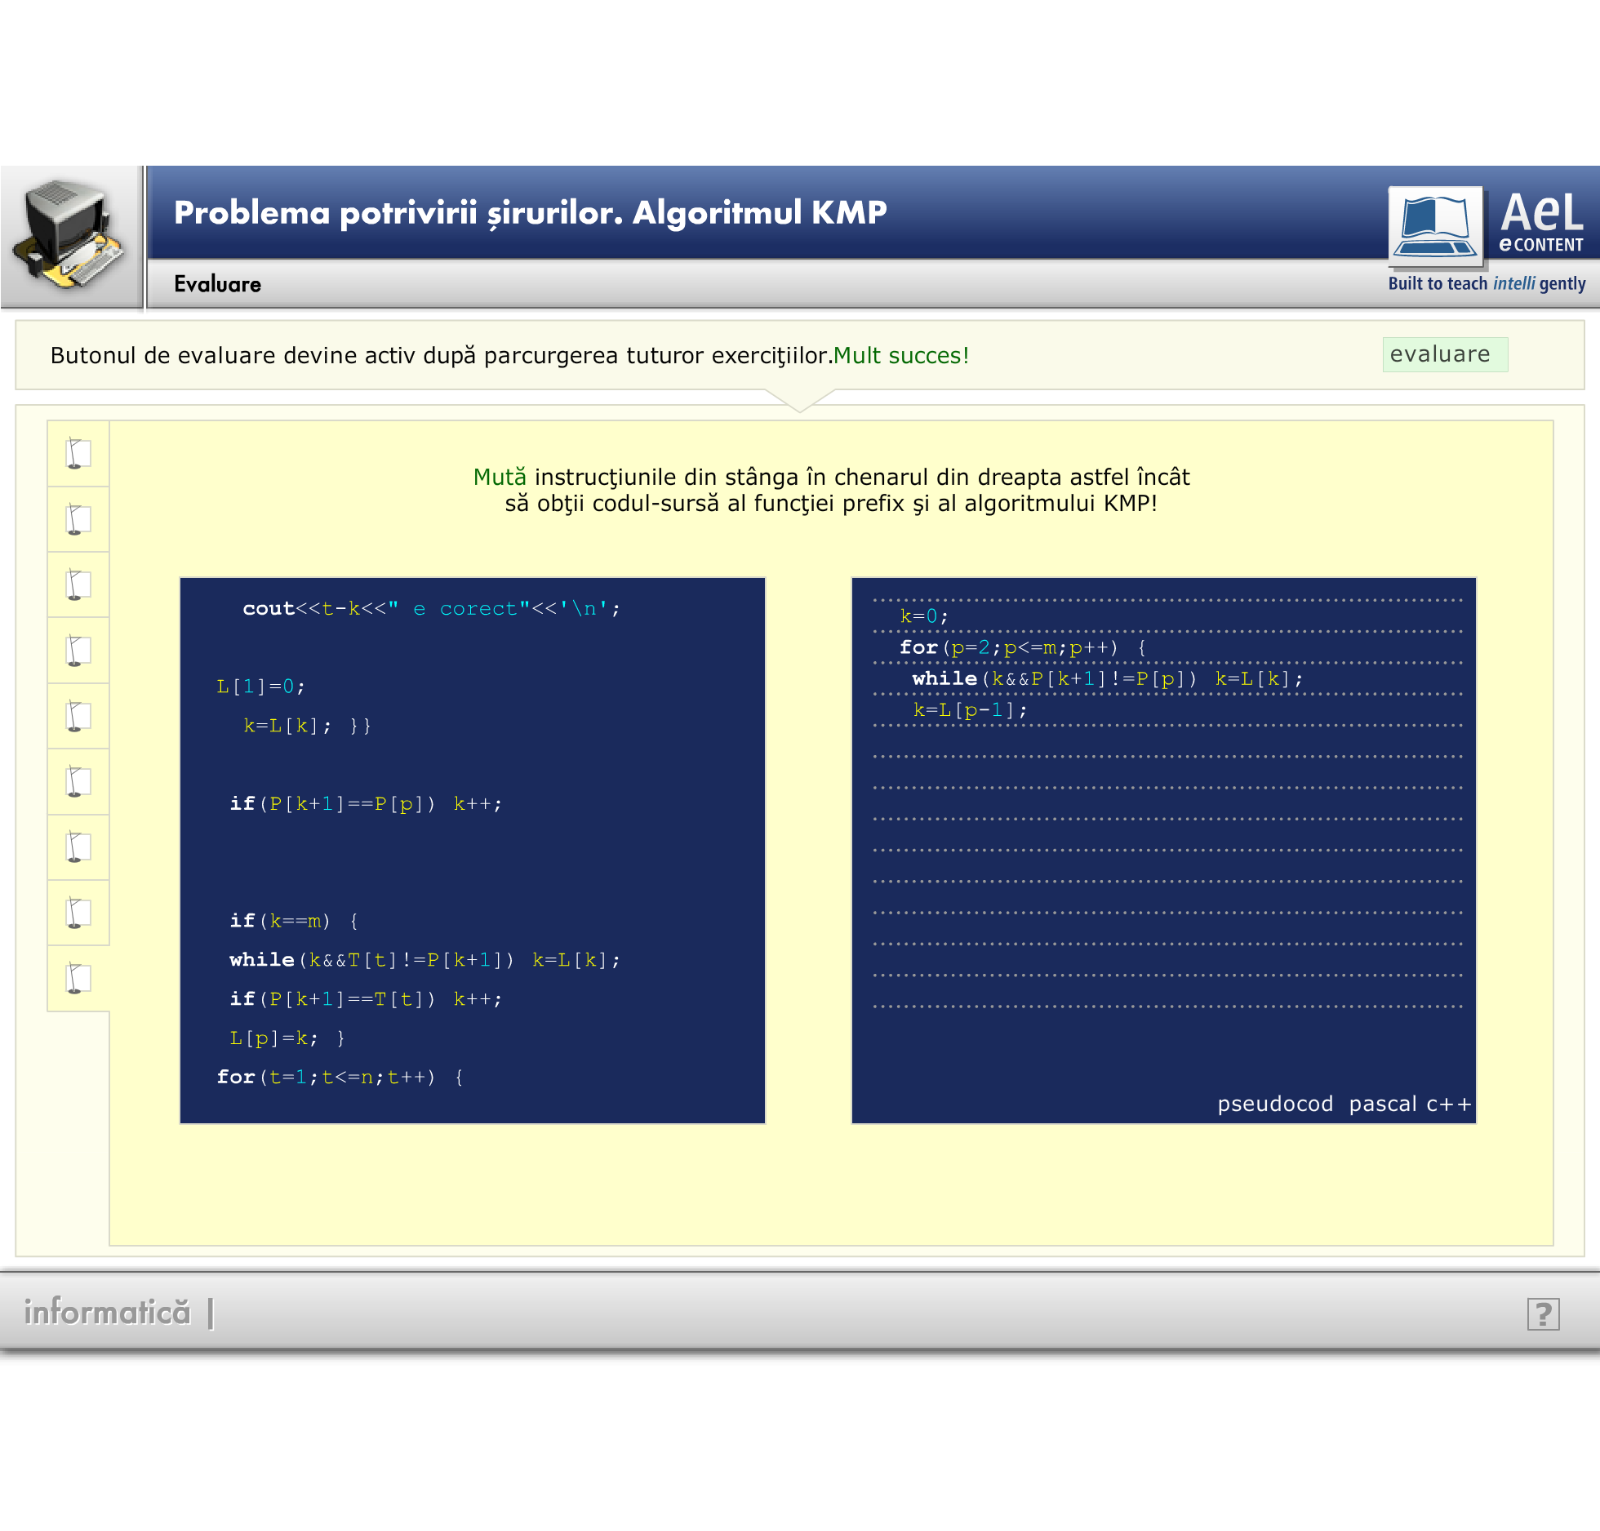 Problema potrivirii șirurilor. Algoritmul KMP
AeL
eCONTENT
Evaluare
Built to teach intelli gently
Butonul de evaluare devine activ după parcurgerea tuturor exerciţiilor.Mult succes!
evaluare
Mută instrucţiunile din stânga în chenarul din dreapta astfel încât
să obţii codul-sursă al funcţiei prefix şi al algoritmului KMP!
cout<<t-k<<" e corect"<<'\n';
L[1]=0;
k=L[k]; }}
if(P[k+1]==P[p]) k++;
if(k==m) {
while(k&&T[t]!=P[k+1]) k=L[k];
if(P[k+1]==T[t]) k++;
L[p]=k; }
for(t=1;t<=n;t++) {
k=0;
for(p=2;p<=m;p++) {
while(k&&P[k+1]!=P[p]) k=L[k];
k=L[p-1];
pseudocod pascal c++
informatică |
?